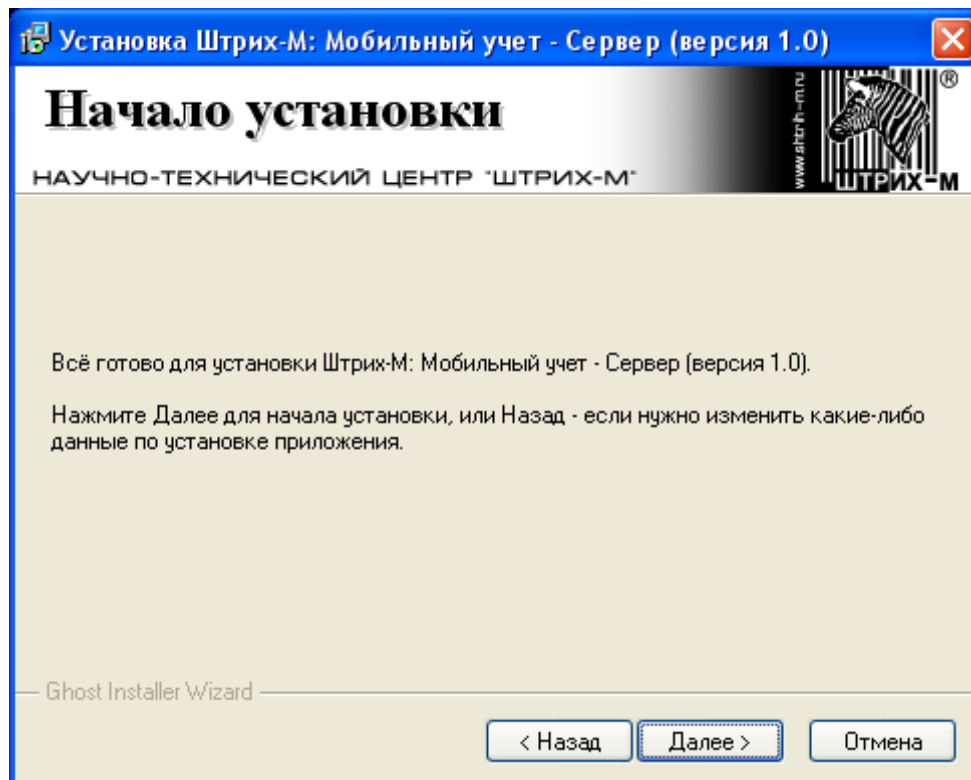 Установка Штрих-М: Мобильный учет - Сервер (версия 1.0)
Начало установки
НАУЧНО-ТЕХНИЧЕСКИЙ ЦЕНТР "ШТРИХ-М"
www.shtrih-m.ru
®
ШТРИХ-М
Всё готово для установки Штрих-М: Мобильный учет - Сервер (версия 1.0).
Нажмите Далее для начала установки, или Назад - если нужно изменить какие-либо
данные по установке приложения.
Ghost Installer Wizard
< Назад
Далее >
Отмена